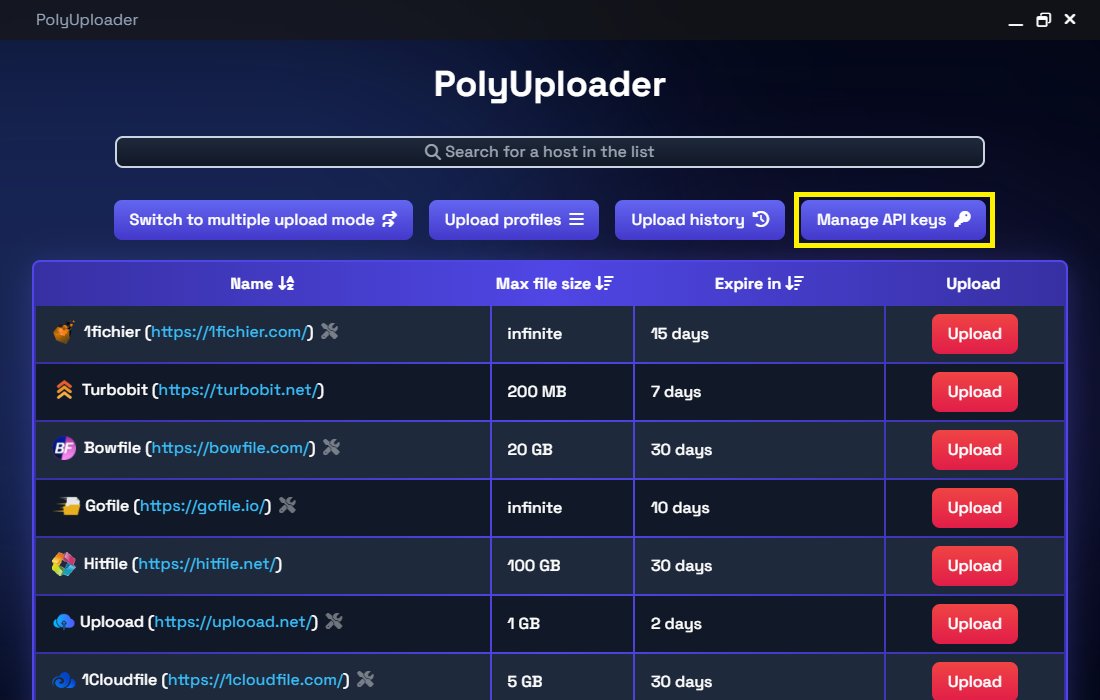 PolyUploader
PolyUploader
Search for a host in the list
Switch to multiple upload mode Upload profiles Upload history Manage API keys
Name Max file size Expire in Upload
1fichier (https://1fichier.com/) infinite 15 days Upload
Turbobit (https://turbobit.net/) 200 MB 7 days Upload
BF Bowfile (https://bowfile.com/) 20 GB 30 days Upload
Gofile (https://gofile.io/) infinite 10 days Upload
Hitfile (https://hitfile.net/) 100 GB 30 days Upload
Uplooad (https://uplooad.net/) 1 GB 2 days Upload
1Cloudfile (https://1cloudfile.com/) 5 GB 30 days Upload